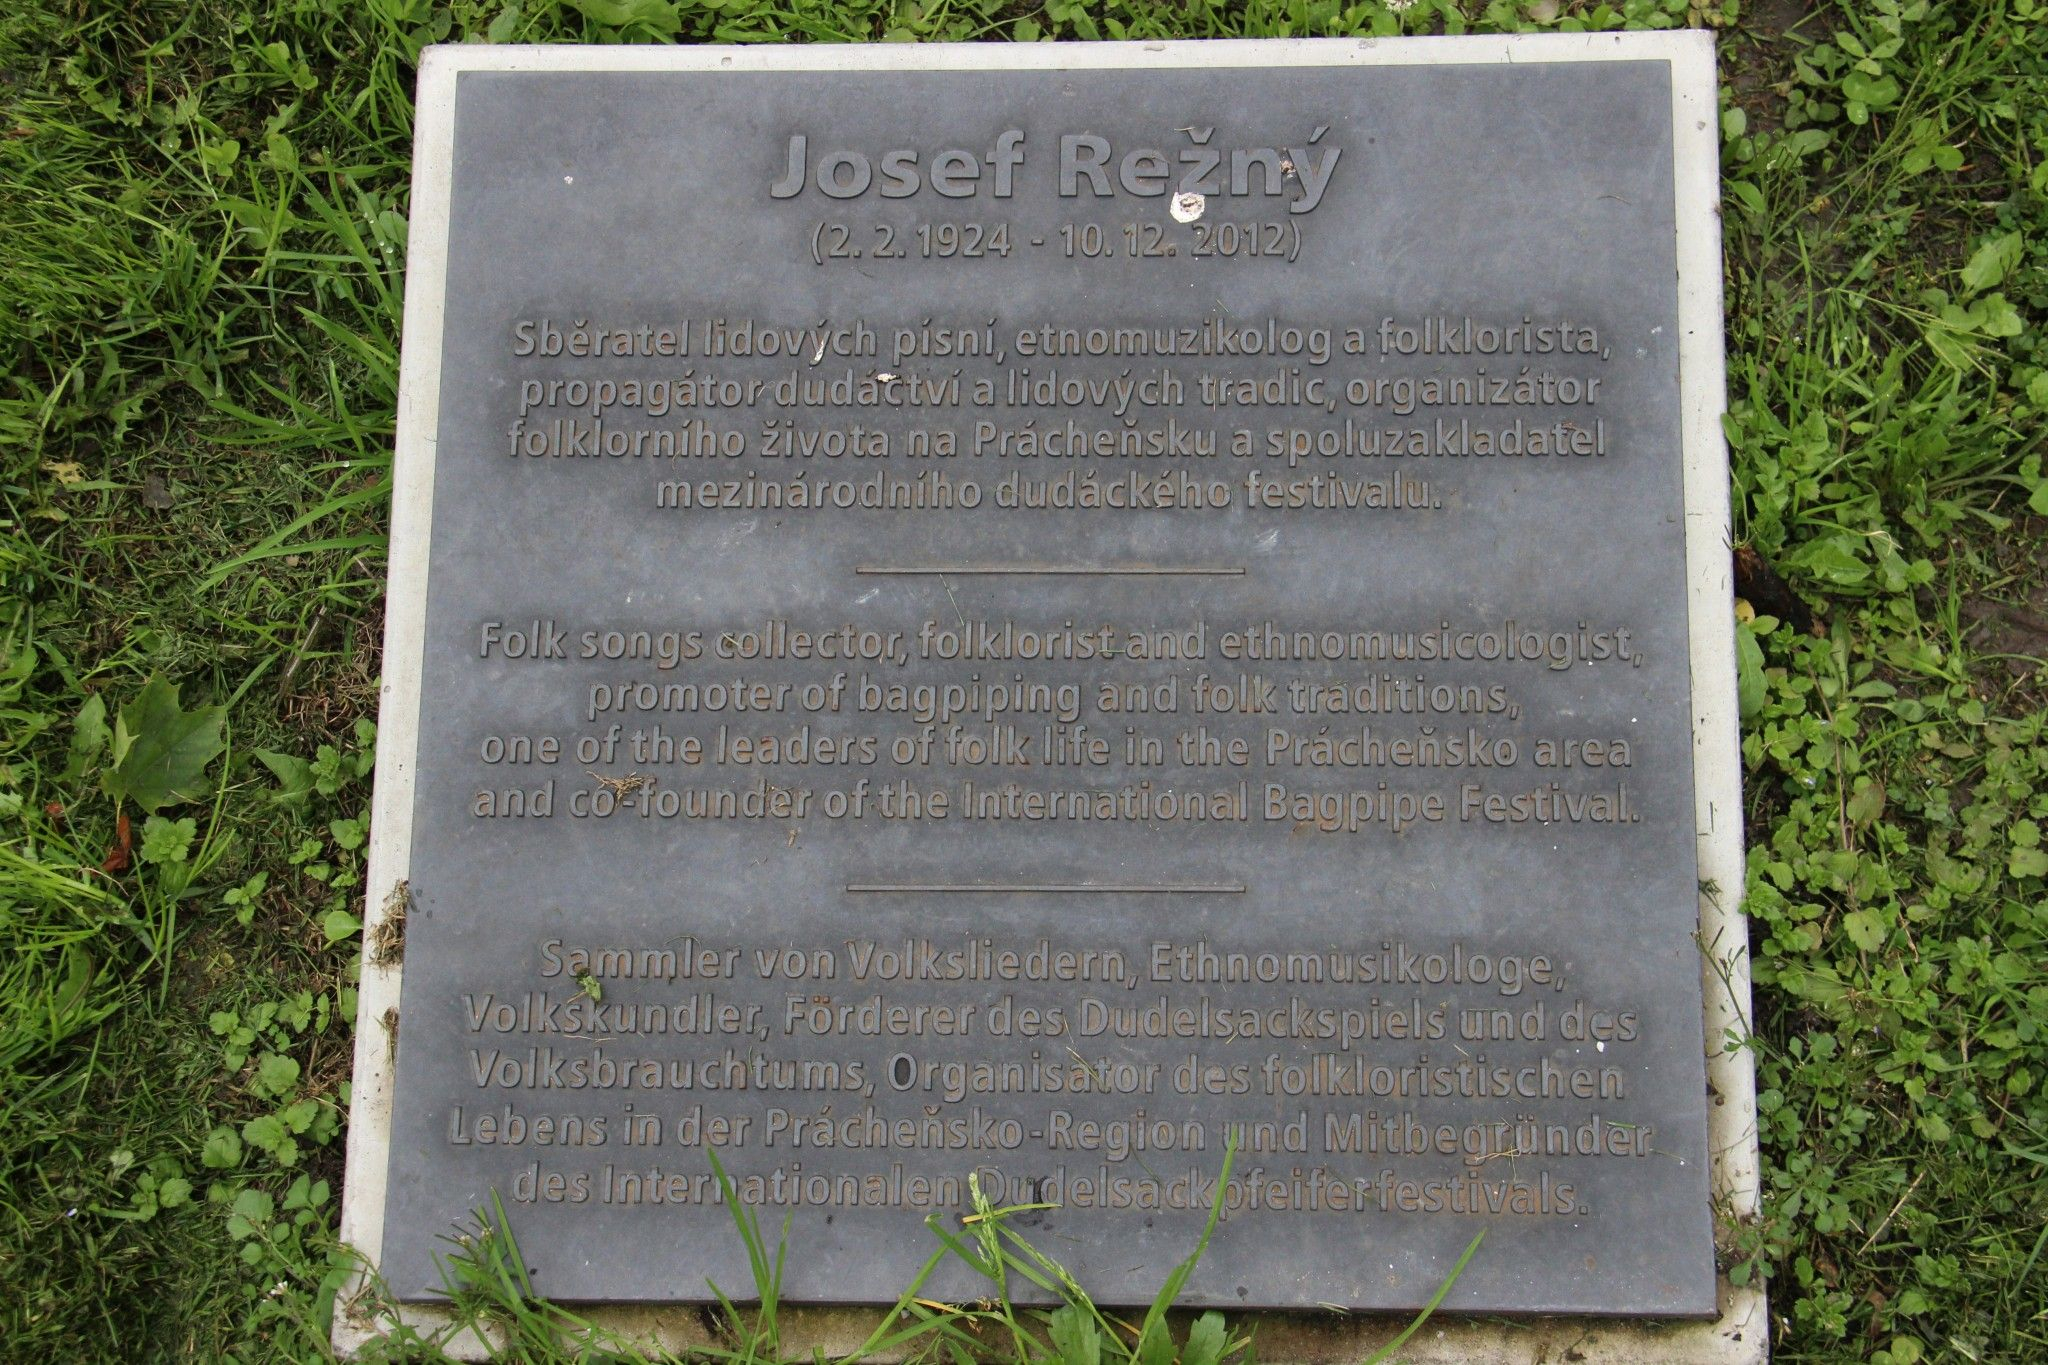 Josef Režný
(2. 2. 1924 - 10. 12. 2012)
Sběratel lidových písní, etnomuzikolog a folklorista,
propagátor dudáctví a lidových tradic, organizátor
folklorního života na Prácheňsku a spoluzakladatel
mezinárodního dudáckého festivalu.
Folk songs collector, folklorist and ethnomusicologist,
promoter of bagpiping and folk traditions,
one of the leaders of folk life in the Prácheňsko area
and co-founder of the International Bagpipe Festival.
Sammler von Volksliedern, Ethnomusikologe,
Volkskundler, Förderer des Dudelsackspiels und des
Volksbrauchtums, Organisator des folkloristischen
Lebens in der Prácheňsko-Region und Mitbegründer
des Internationalen Dudelsackpfeiferfestivals.